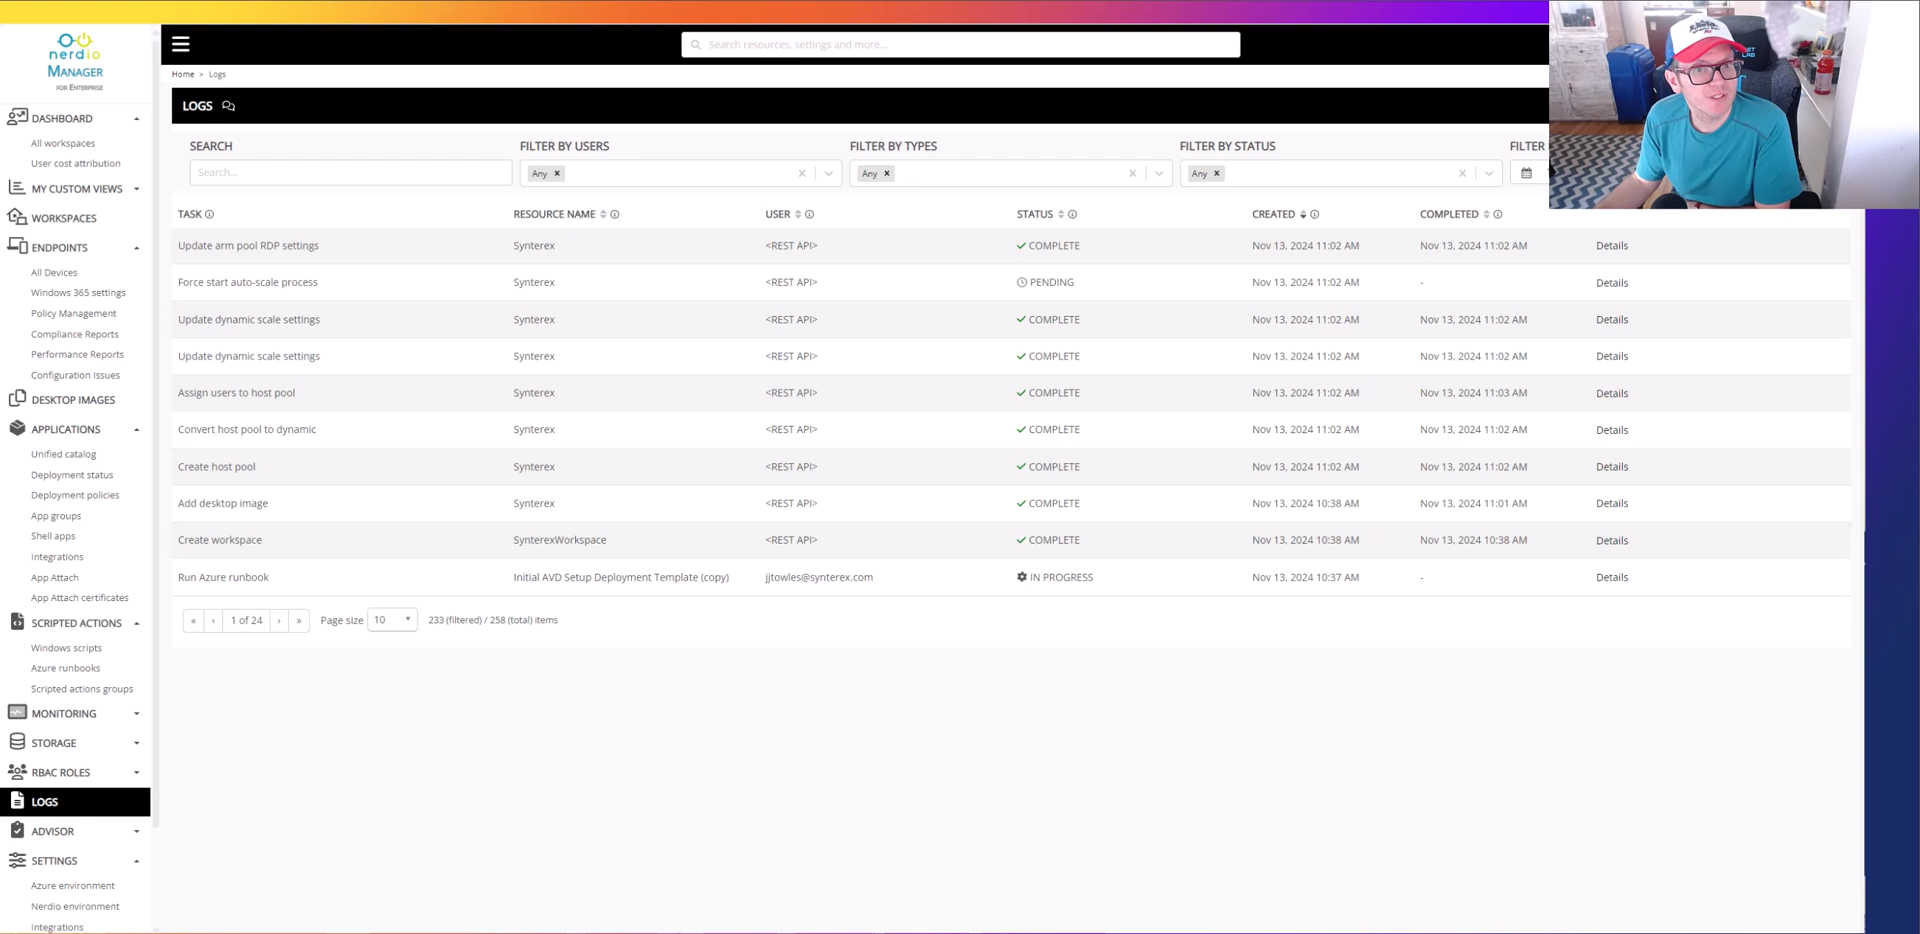 nerdio
MANAGER
FOR ENTERPRISE
DASHBOARD
All workspaces
User cost attribution
MY CUSTOM VIEWS
WORKSPACES
ENDPOINTS
All Devices
Windows 365 settings
Policy Management
Compliance Reports
Performance Reports
Configuration Issues
DESKTOP IMAGES
APPLICATIONS
Unified catalog
Deployment status
Deployment policies
App groups
Shell apps
Integrations
App Attach
App Attach certificates
SCRIPTED ACTIONS
Windows scripts
Azure runbooks
Scripted actions groups
MONITORING
STORAGE
RBAC ROLES
LOGS
ADVISOR
SETTINGS
Azure environment
Nerdio environment
Integrations
Search resources, settings and more...
Home > Logs
LOGS
SEARCH FILTER BY USERS FILTER BY TYPES FILTER BY STATUS FILTER
Search... Any Any Any
TASK RESOURCE NAME USER STATUS CREATED COMPLETED
Update arm pool RDP settings Synterex <REST API> COMPLETE Nov 13, 2024 11:02 AM Nov 13, 2024 11:02 AM Details
Force start auto-scale process Synterex <REST API> PENDING Nov 13, 2024 11:02 AM - Details
Update dynamic scale settings Synterex <REST API> COMPLETE Nov 13, 2024 11:02 AM Nov 13, 2024 11:02 AM Details
Update dynamic scale settings Synterex <REST API> COMPLETE Nov 13, 2024 11:02 AM Nov 13, 2024 11:02 AM Details
Assign users to host pool Synterex <REST API> COMPLETE Nov 13, 2024 11:02 AM Nov 13, 2024 11:03 AM Details
Convert host pool to dynamic Synterex <REST API> COMPLETE Nov 13, 2024 11:02 AM Nov 13, 2024 11:02 AM Details
Create host pool Synterex <REST API> COMPLETE Nov 13, 2024 11:02 AM Nov 13, 2024 11:02 AM Details
Add desktop image Synterex <REST API> COMPLETE Nov 13, 2024 10:38 AM Nov 13, 2024 11:01 AM Details
Create workspace SynterexWorkspace <REST API> COMPLETE Nov 13, 2024 10:38 AM Nov 13, 2024 10:38 AM Details
Run Azure runbook Initial AVD Setup Deployment Template (copy) jjtowles@synterex.com IN PROGRESS Nov 13, 2024 10:37 AM - Details
« ‹ 1 of 24 › » Page size 10 233 (filtered) / 258 (total) items